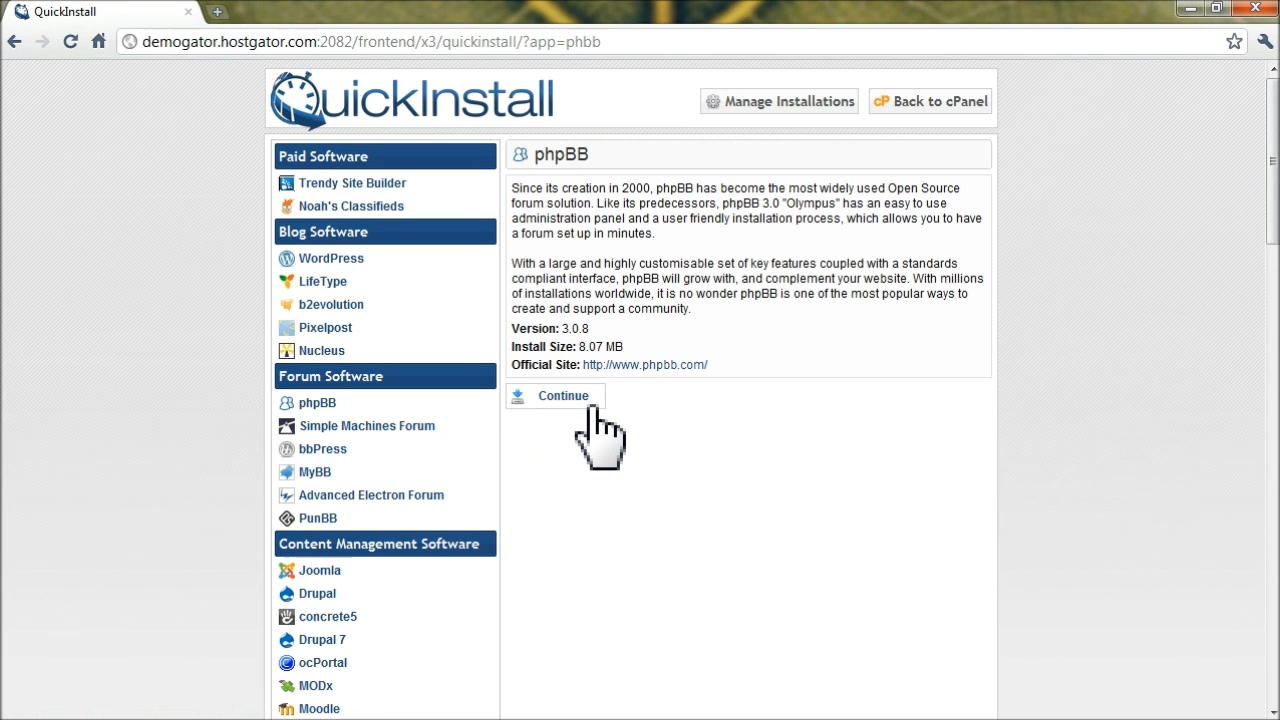 QuickInstall
demogator.hostgator.com:2082/frontend/x3/quickinstall/?app=phbb
QuickInstall
Manage Installations
cP Back to cPanel
Paid Software
Trendy Site Builder
Noah's Classifieds
Blog Software
WordPress
LifeType
b2evolution
Pixelpost
Nucleus
Forum Software
phpBB
Simple Machines Forum
bbPress
MyBB
Advanced Electron Forum
PunBB
Content Management Software
Joomla
Drupal
concrete5
Drupal 7
ocPortal
MODx
Moodle
phpBB
Since its creation in 2000, phpBB has become the most widely used Open Source
forum solution. Like its predecessors, phpBB 3.0 "Olympus" has an easy to use
administration panel and a user friendly installation process, which allows you to have
a forum set up in minutes.
With a large and highly customisable set of key features coupled with a standards
compliant interface, phpBB will grow with, and complement your website. With millions
of installations worldwide, it is no wonder phpBB is one of the most popular ways to
create and support a community.
Version: 3.0.8
Install Size: 8.07 MB
Official Site: http://www.phpbb.com/
Continue